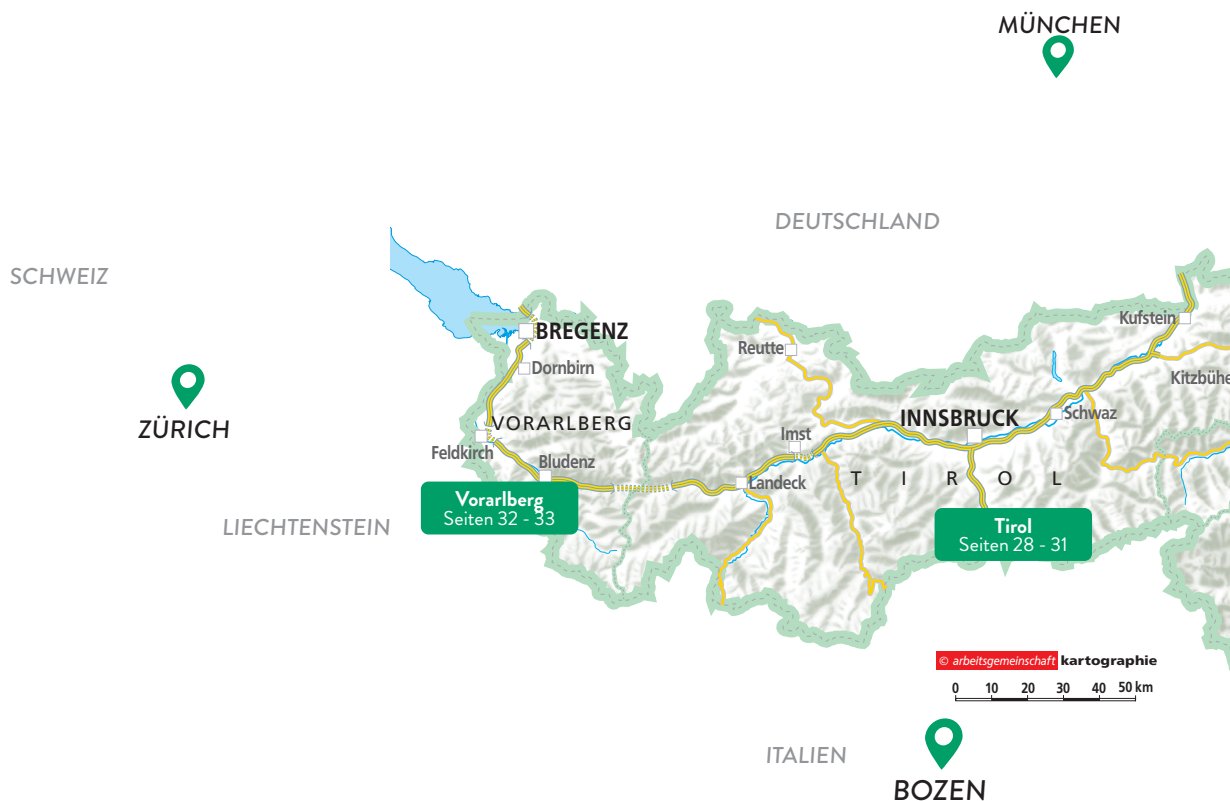 MÜNCHEN
DEUTSCHLAND
SCHWEIZ
Kufstein
BREGENZ
Reutte
Dornbirn
Kitzbühe
ZÜRICH
VORARLBERG
INNSBRUCK
Schwaz
Imst
Feldkirch
Bludenz
Landeck
TIROL
Vorarlberg
Seiten 32 - 33
LIECHTENSTEIN
Tirol
Seiten 28 - 31
© arbeitsgemeinschaft kartographie
0 10 20 30 40 50 km
ITALIEN
BOZEN